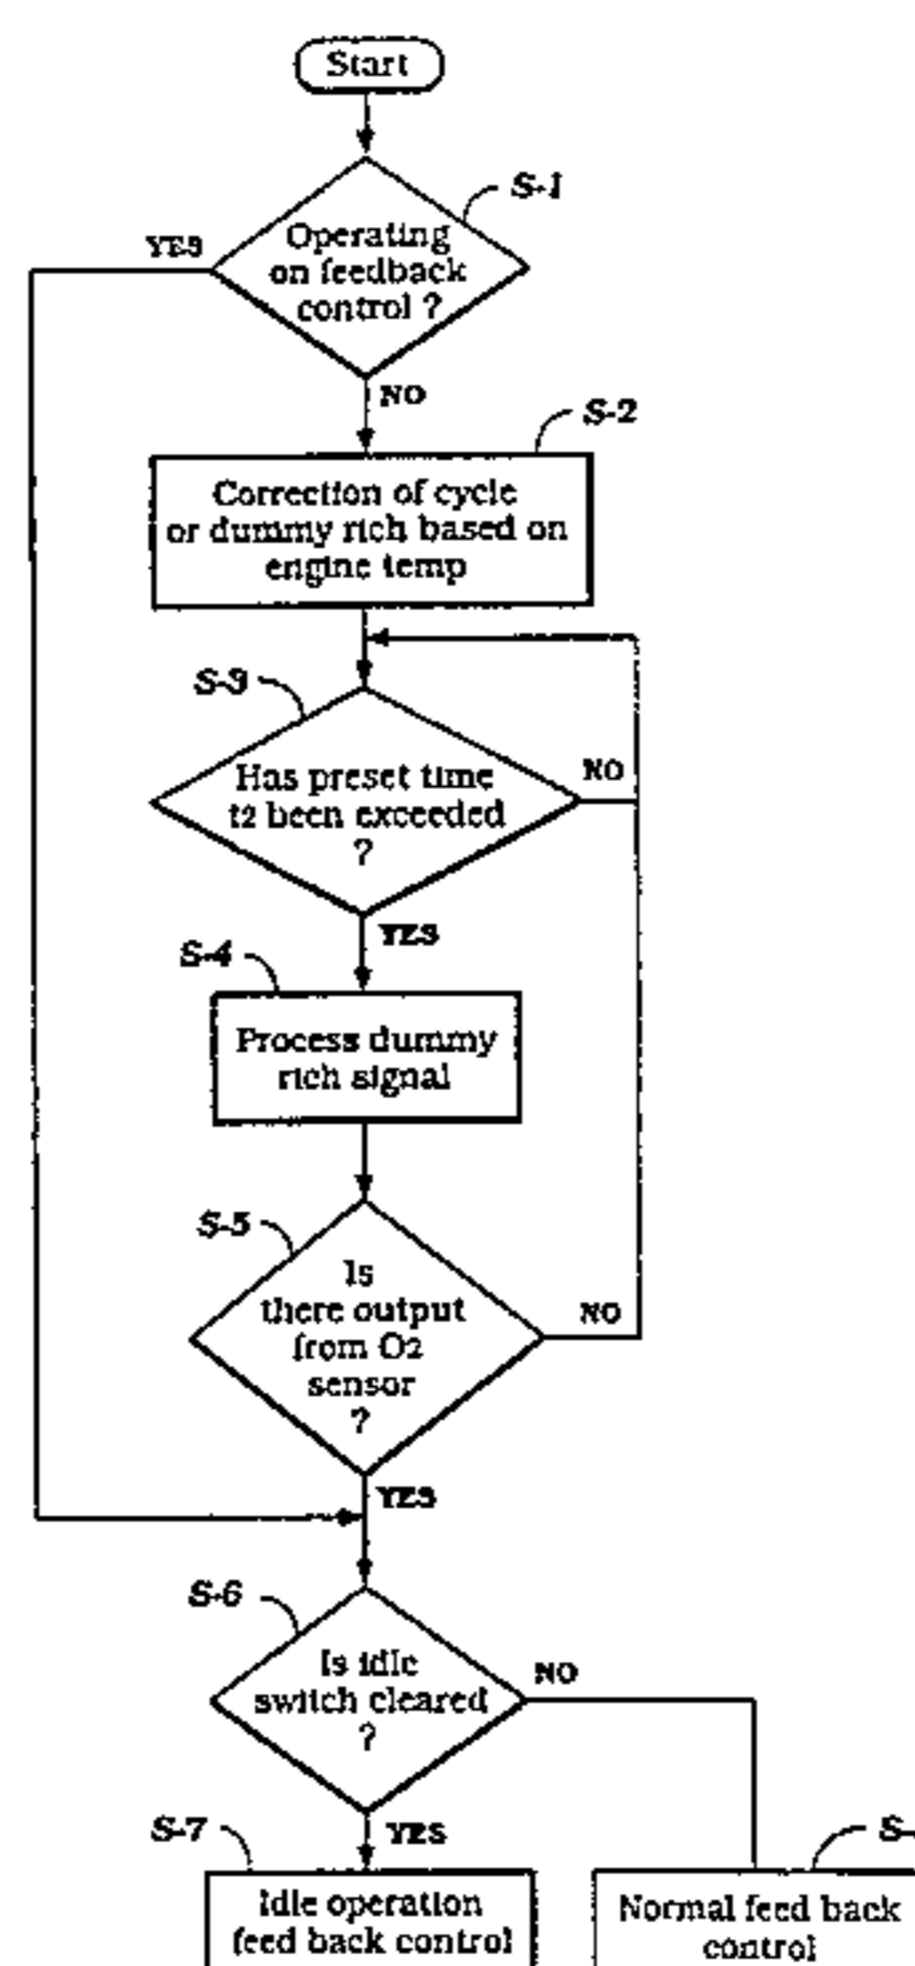 Start
S-1
YES
Operating
on feedback
control ?
NO
S-2
Correction of cycle
or dummy rich based on
engine temp
S-3
Has preset time
t2 been exceeded
?
NO
YES
S-4
Process dummy
rich signal
S-5
Is
there output
from O2
sensor
?
NO
YES
S-6
Is idle
switch cleared
?
NO
YES
S-7
S-
Idle operation
feed back control
Normal feed back
control